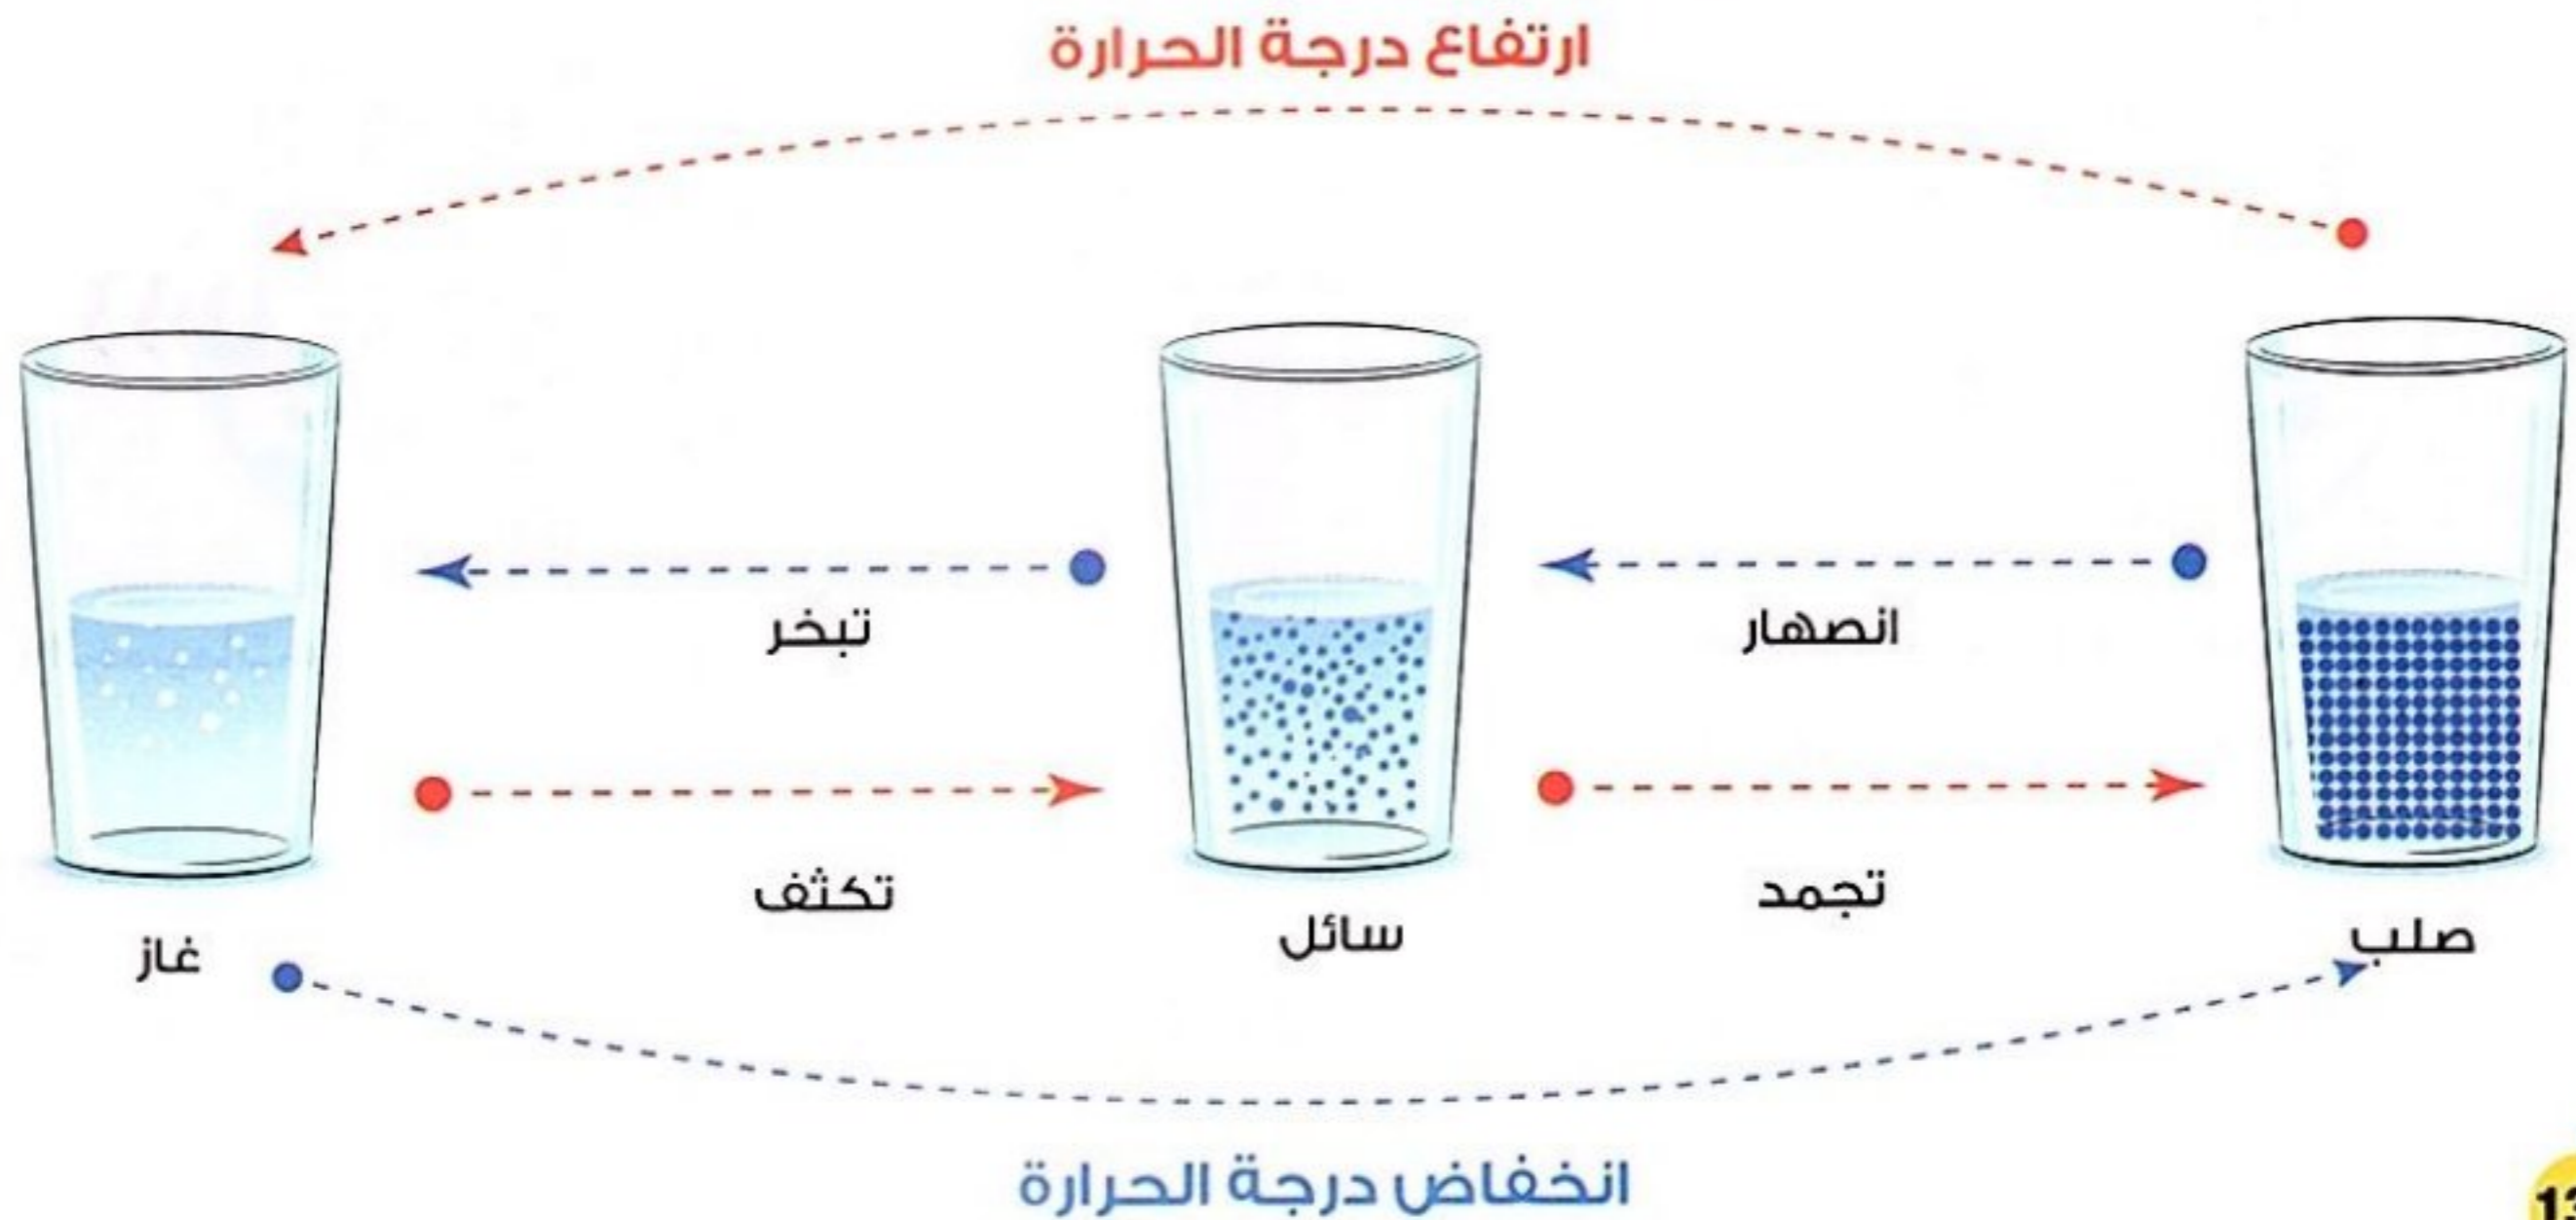 ارتفاع درجة الحرارة
انصهار
تبخر
تجمد
تكثف
صلب
سائل
غاز
انخفاض درجة الحرارة